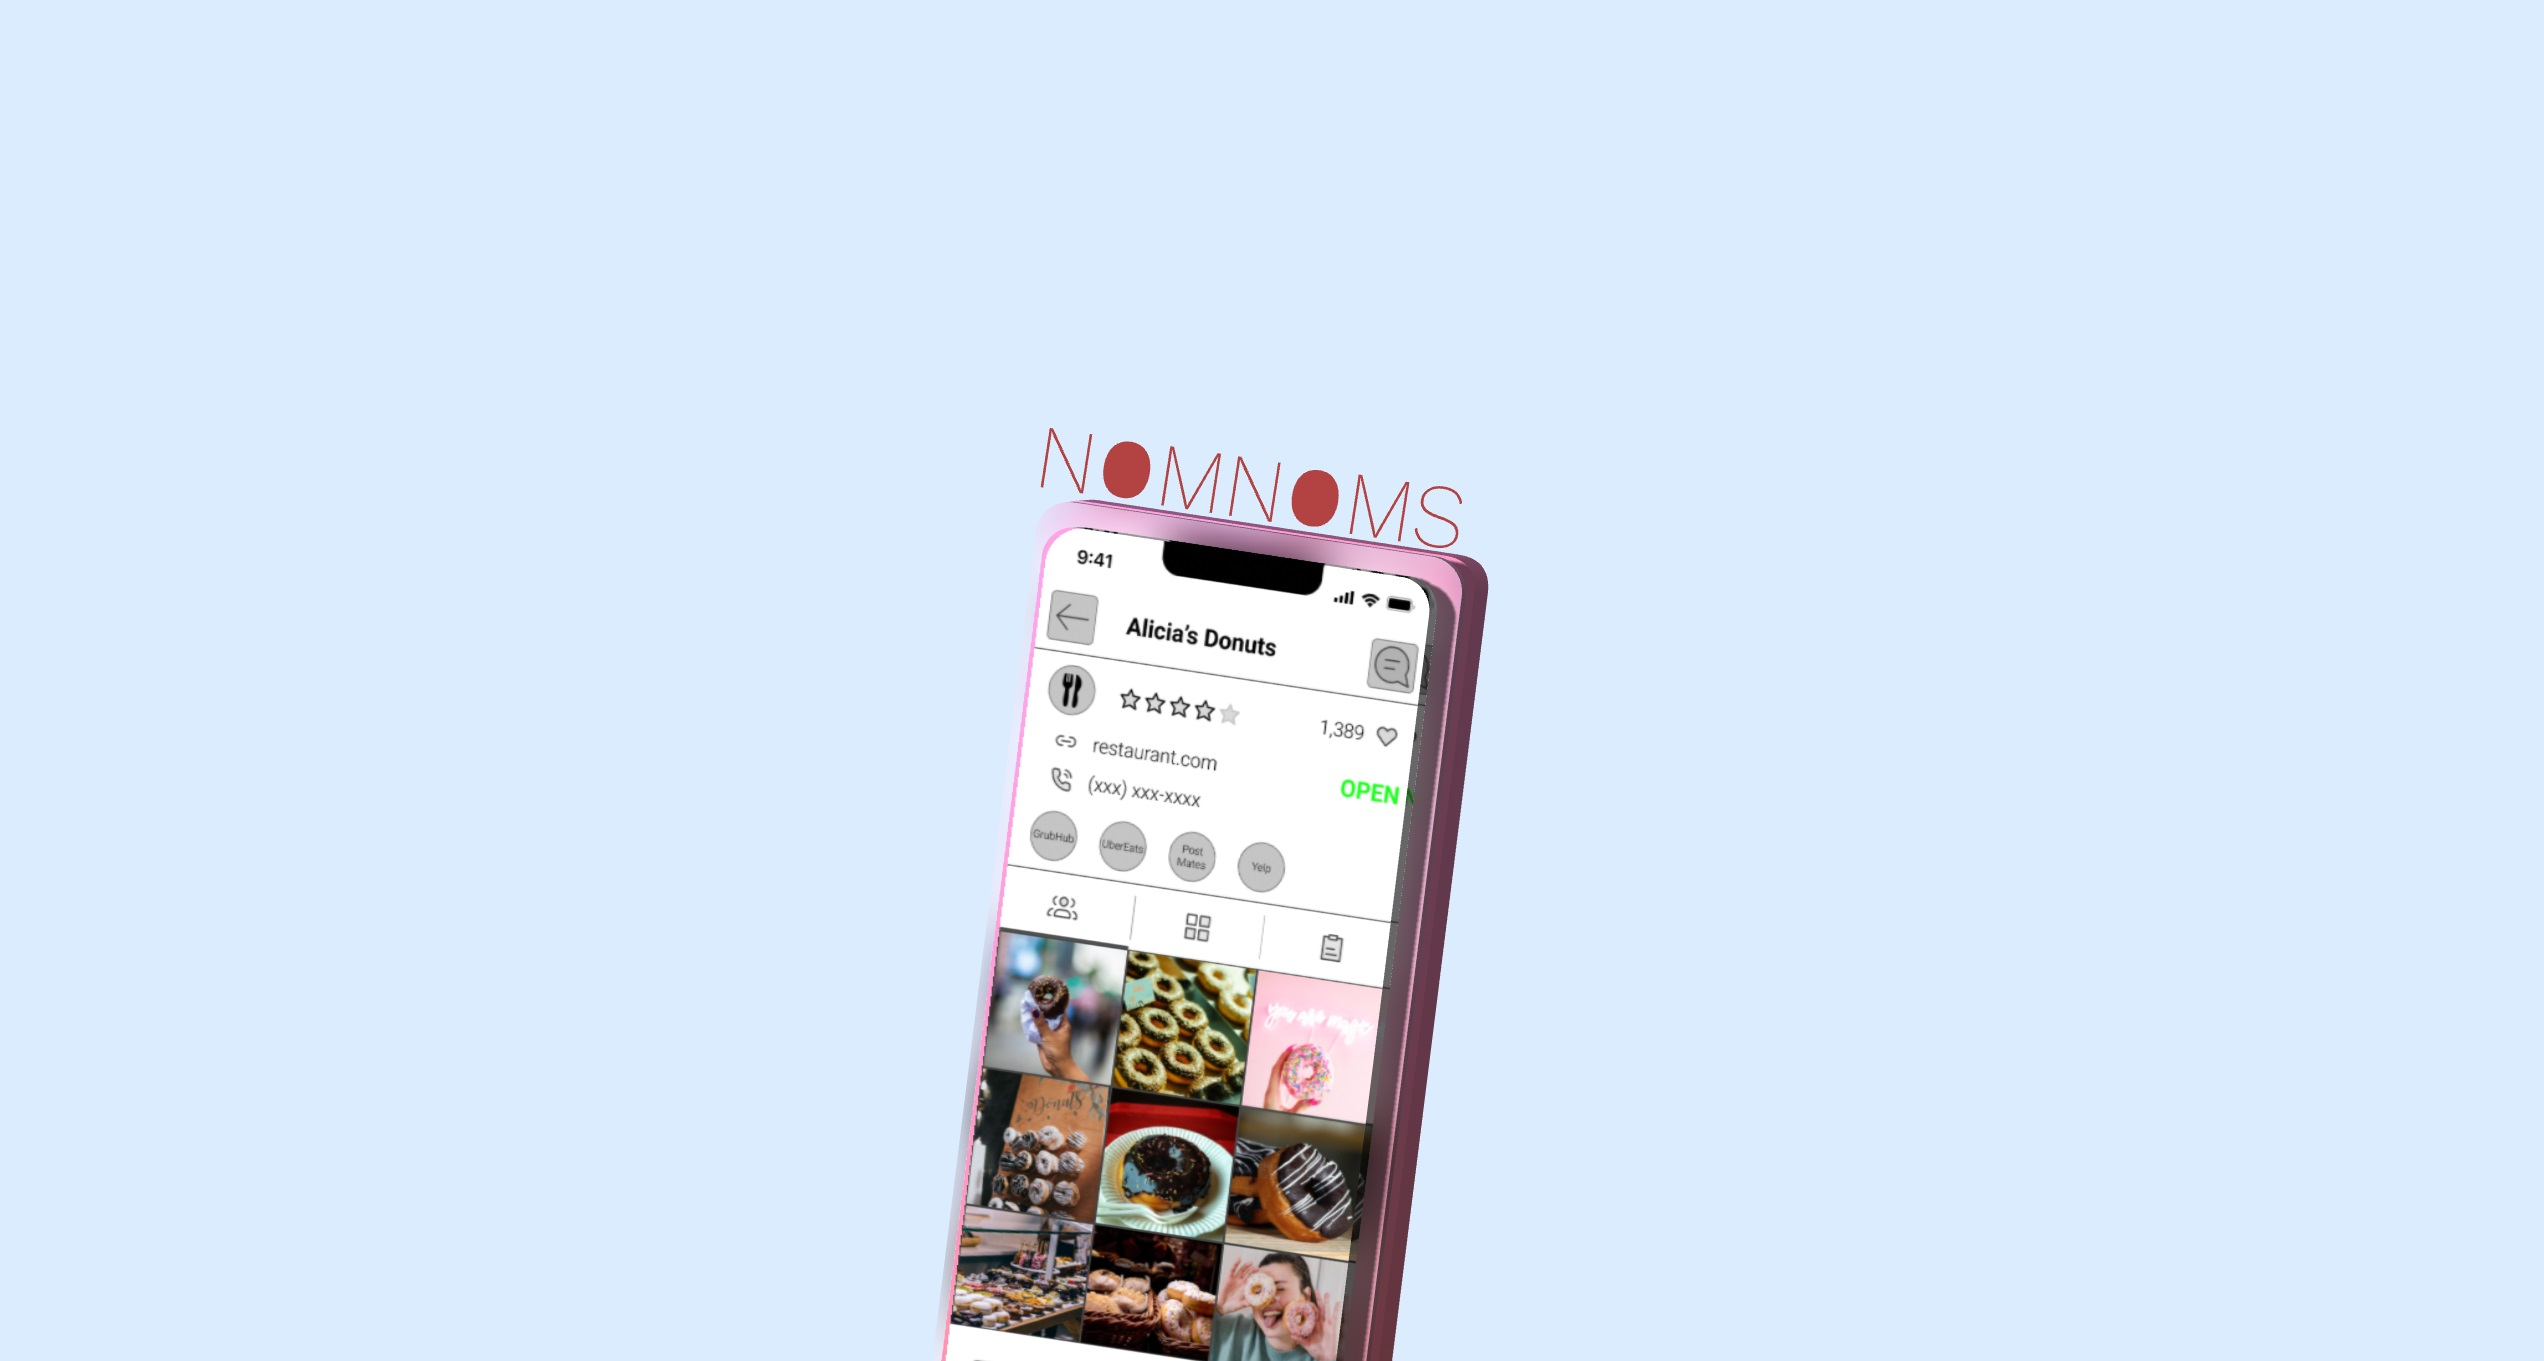 NOMNOMS
9:41
Alicia's Donuts
1,389
restaurant.com
OPEN
(xxx) xxx-xxxx
GrubHub
UberEats
Post
Mates
Yelp
you are magic
Donuts